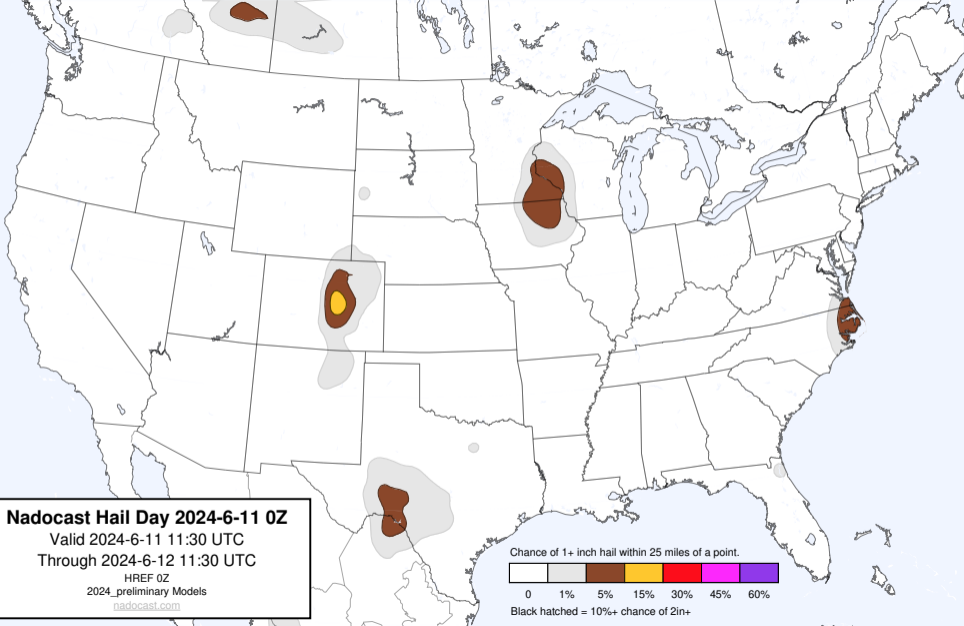 Nadocast Hail Day 2024-6-11 0Z
Valid 2024-6-11 11:30 UTC
Through 2024-6-12 11:30 UTC
HREF 0Z
2024_preliminary Models
nadocast.com
Chance of 1+ inch hail within 25 miles of a point.
0 1% 5% 15% 30% 45% 60%
Black hatched = 10%+ chance of 2in+